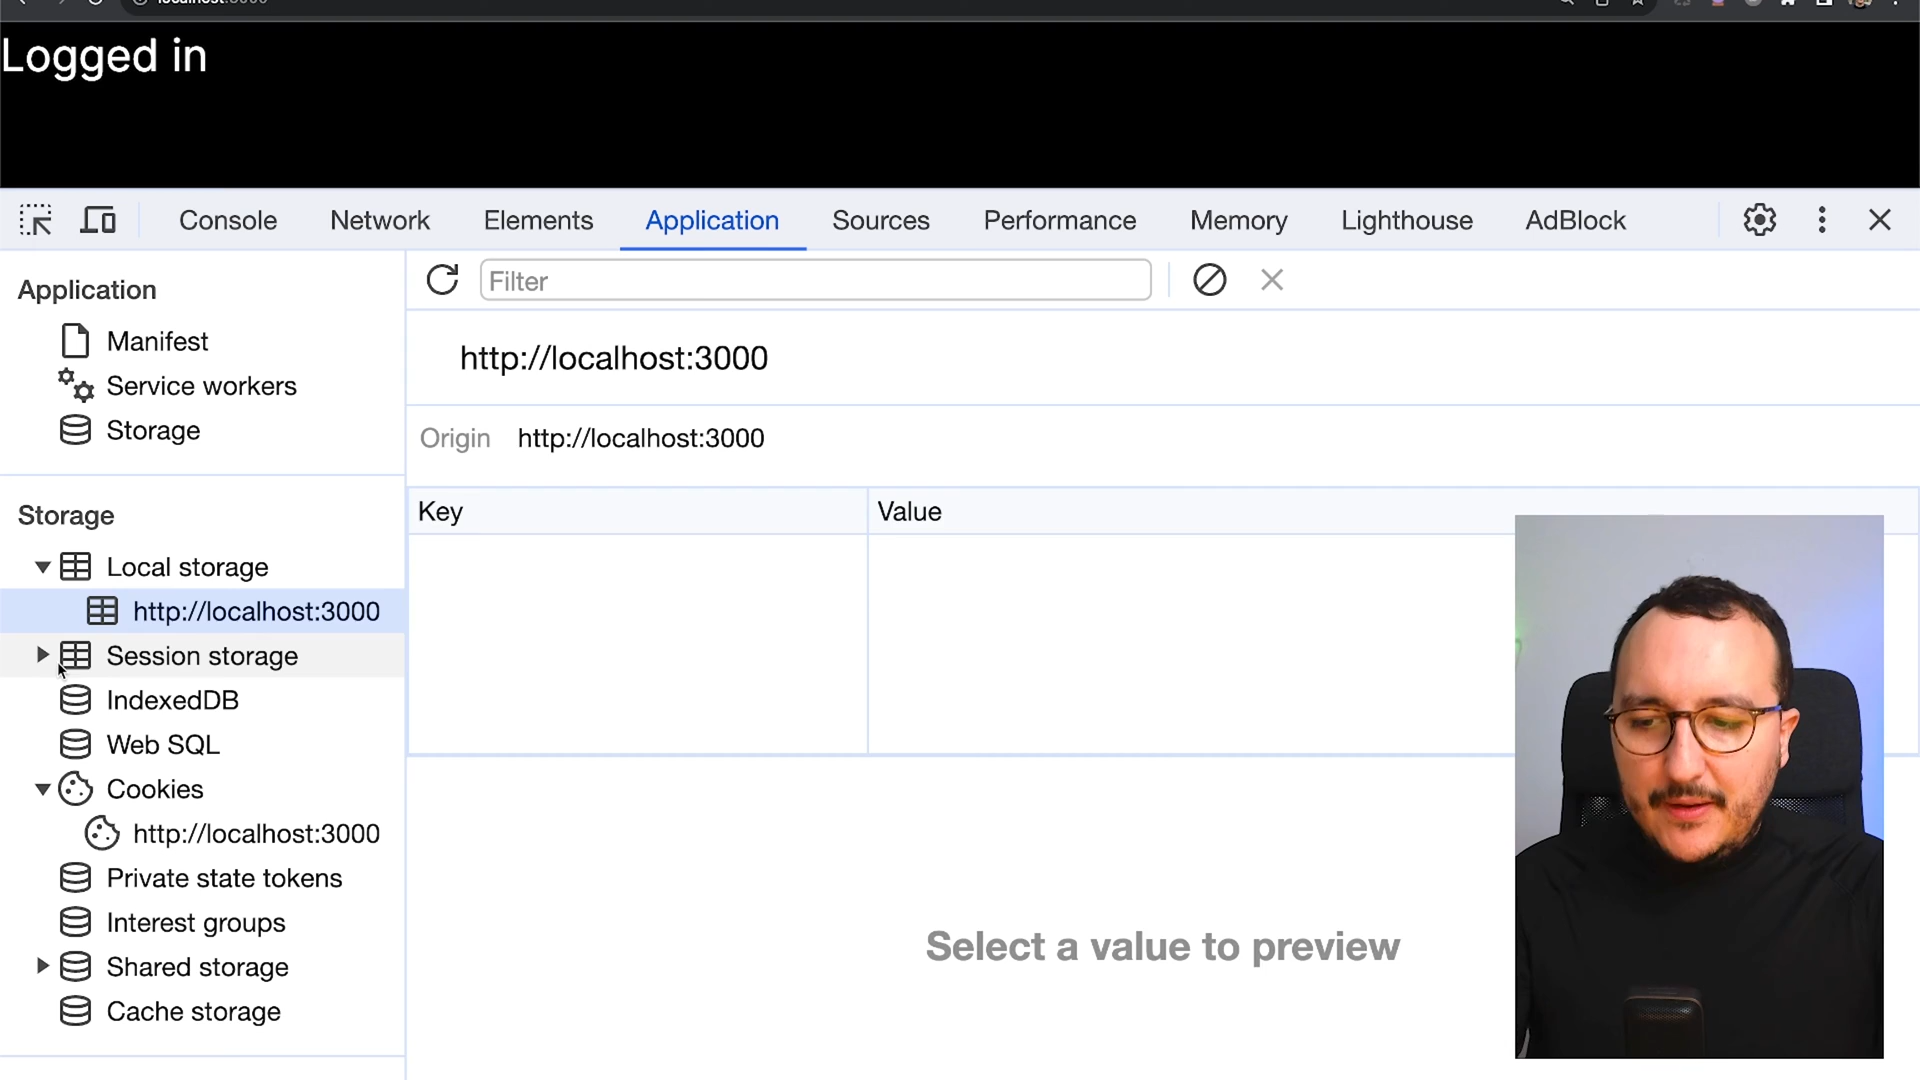 Logged in
Console Network Elements Application Sources Performance Memory Lighthouse AdBlock
Application
Manifest
Service workers
Storage
Storage
Local storage
http://localhost:3000
Session storage
IndexedDB
Web SQL
Cookies
http://localhost:3000
Private state tokens
Interest groups
Shared storage
Cache storage
Filter
http://localhost:3000
Origin http://localhost:3000
Key Value
Select a value to preview